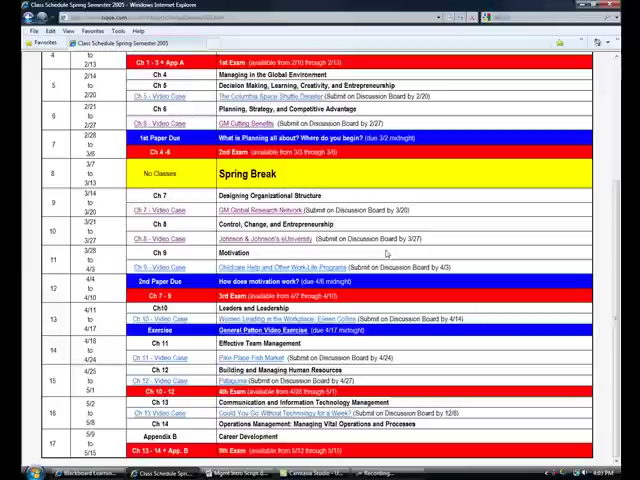 Class Schedule Spring Semester 2005 - Windows Internet Explorer
File Edit View Favorites Tools Help
Favorites Class Schedule Spring Semester 2005
4 to 2/13 Ch 1 - 3 + App.A 1st Exam (available from 2/10 through 2/13)
5 2/14 to 2/20 Ch 4 Managing in the Global Environment
Ch 5 Decision Making, Learning, Creativity, and Entrepreneurship
Ch 5 - Video Case The Columbia Space Shuttle Disaster (Submit on Discussion Board by 2/20)
6 2/21 to 2/27 Ch 6 Planning, Strategy, and Competitive Advantage
Ch 6 - Video Case GM Cutting Benefits (Submit on Discussion Board by 2/27)
7 2/28 to 3/6 1st Paper Due What is Planning all about? Where do you begin? (due 3/2 midnight)
Ch 4 -6 2nd Exam (available from 3/3 through 3/6)
8 3/7 to 3/13 No Classes Spring Break
9 3/14 to 3/20 Ch 7 Designing Organizational Structure
Ch 7 - Video Case GM Global Research Network (Submit on Discussion Board by 3/20)
10 3/21 to 3/27 Ch 8 Control, Change, and Entrepreneurship
Ch 8 - Video Case Johnson & Johnson's eUniversity (Submit on Discussion Board by 3/27)
11 3/28 to 4/3 Ch 9 Motivation
Ch 9 - Video Case Childcare Help and Other Work-Life Programs (Submit on Discussion Board by 4/3)
12 4/4 to 4/10 2nd Paper Due How does motivation work? (due 4/6 midnight)
Ch 7 - 9 3rd Exam (available from 4/7 through 4/10)
13 4/11 to 4/17 Ch10 Leaders and Leadership
Ch 10 - Video Case Women Leading in the Workplace: Eileen Collins (Submit on Discussion Board by 4/14)
Exercise General Patton Video Exercise (due 4/17 midnight)
14 4/18 to 4/24 Ch 11 Effective Team Management
Ch 11 - Video Case Pike Place Fish Market (Submit on Discussion Board by 4/24)
15 4/25 to 5/1 Ch 12 Building and Managing Human Resources
Ch 12 - Video Case Patagonia (Submit on Discussion Board by 4/27)
Ch 10 - 12 4th Exam (available from 4/28 through 5/1)
16 5/2 to 5/8 Ch 13 Communication and Information Technology Management
Ch 13 Video Case Could You Go Without Technology for a Week? (Submit on Discussion Board by 12/8)
Ch 14 Operations Management: Managing Vital Operations and Processes
17 5/9 to 5/15 Appendix B Career Development
Ch 13 - 14 + App. B 5th Exam (available from 5/12 through 5/15)
Blackboard Learnin... Class Schedule Spri... Mgmt Intro Script.d... Camtasia Studio - U... Recording... 4:03 PM